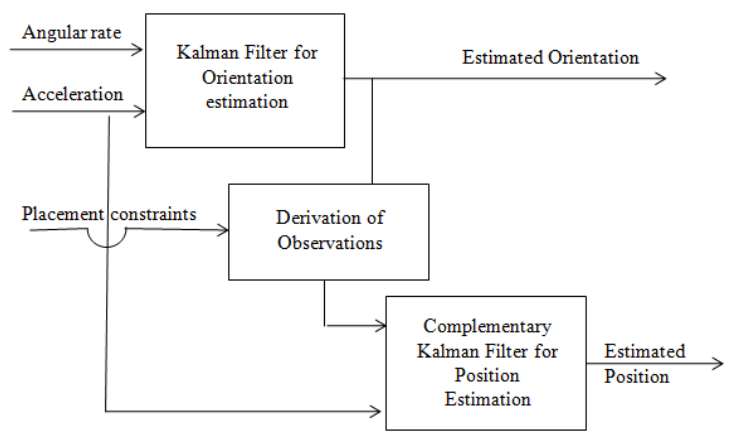 Angular rate
Kalman Filter for
Orientation
estimation
Estimated Orientation
Acceleration
Placement constraints
Derivation of
Observations
Complementary
Kalman Filter for
Position
Estimation
Estimated
Position